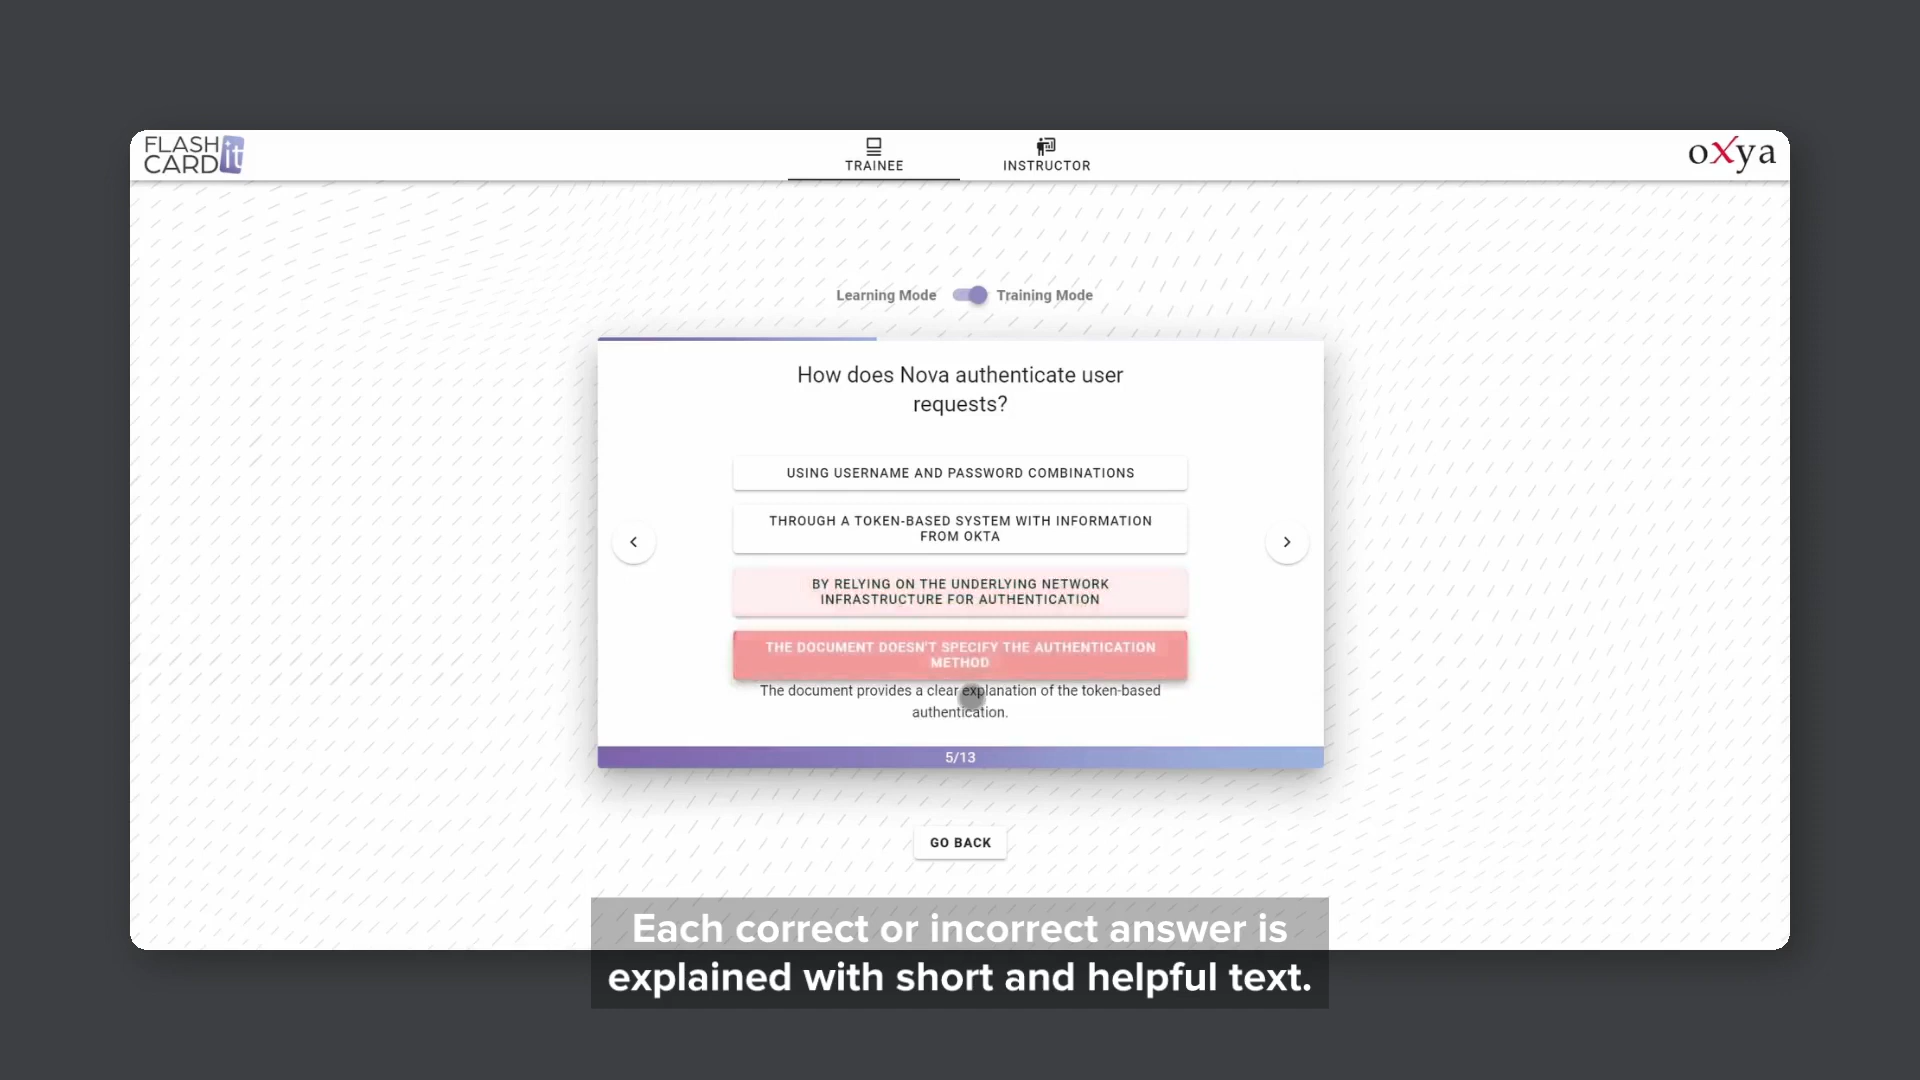 FLASH
CARD it
TRAINEE
INSTRUCTOR
oxya
Learning Mode
Training Mode
How does Nova authenticate user
requests?
USING USERNAME AND PASSWORD COMBINATIONS
THROUGH A TOKEN-BASED SYSTEM WITH INFORMATION
FROM OKTA
BY RELYING ON THE UNDERLYING NETWORK
INFRASTRUCTURE FOR AUTHENTICATION
THE DOCUMENT DOESN'T SPECIFY THE AUTHENTICATION
METHOD
The document provides a clear explanation of the token-based
authentication.
5/13
GO BACK
Each correct or incorrect answer is
explained with short and helpful text.